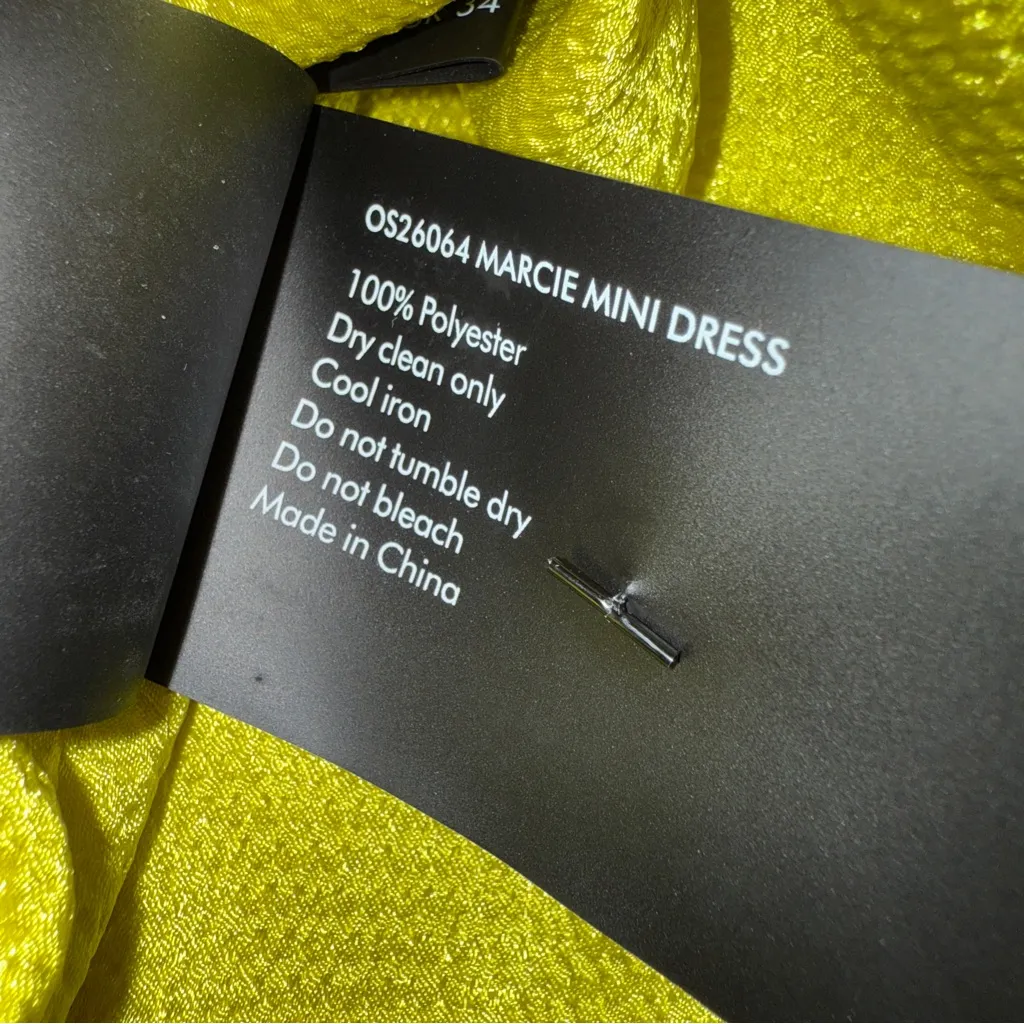 34
OS26064 MARCIE MINI DRESS
100% Polyester
Dry clean only
Cool iron
Do not tumble dry
Do not bleach
Made in China